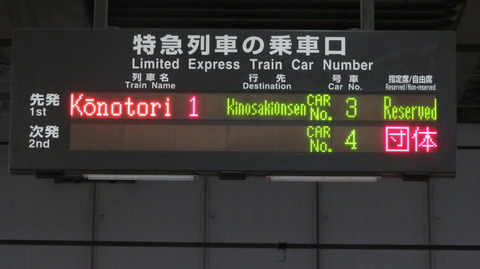 特急列車の乗車口
Limited Express Train Car Number
列車名 行先 号車 指定席/自由席
Train Name Destination Car No. Reserved/Non-reserved
先発 Kōnotori 1 KinosakiOnsen CAR No. 3 Reserved
1st
次発 CAR No. 4 団体
2nd